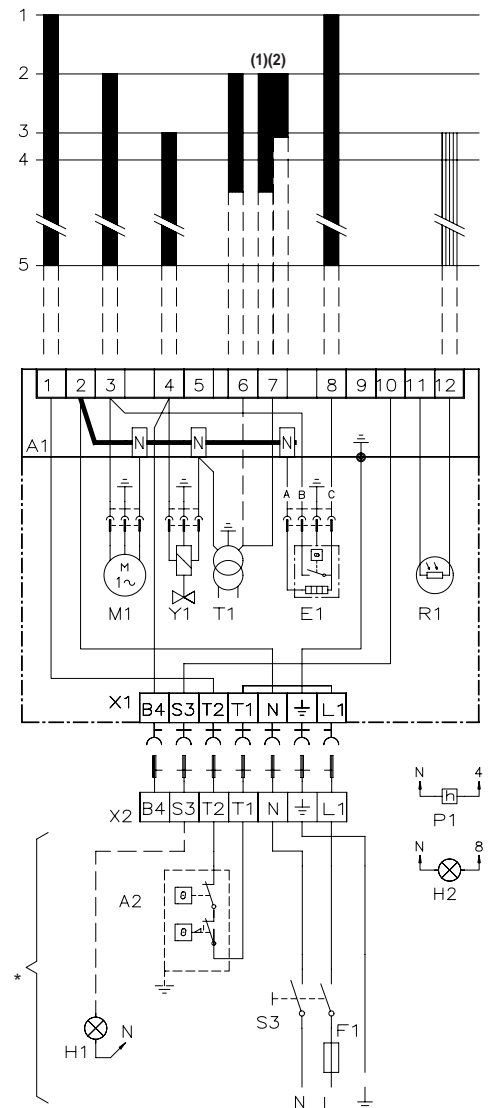 1
(1)(2)
2
3
4
5
1 2 3 4 5 6 7 8 9 10 11 12
N N N
A1
A B C
θ
M
1~
M1 Y1 T1 E1 R1
X1
B4 S3 T2 T1 N L1
N 4
h
P1
X2
B4 S3 T2 T1 N L1
N 8
H2
A2
θ
θ
*
S3
F1
N
H1
N L